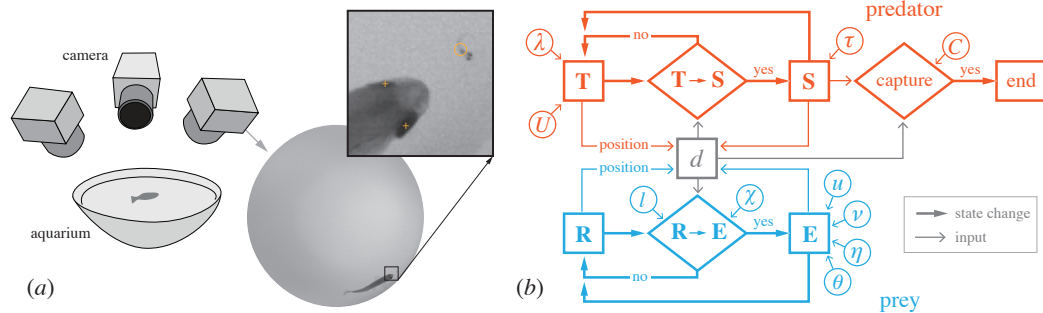 camera
aquarium
(a)
(b)
predator
λ
no
τ
C
T
T → S
yes
S
capture
yes
end
U
position
d
position
l
χ
u
R
R → E
yes
E
ν
η
no
θ
prey
state change
input